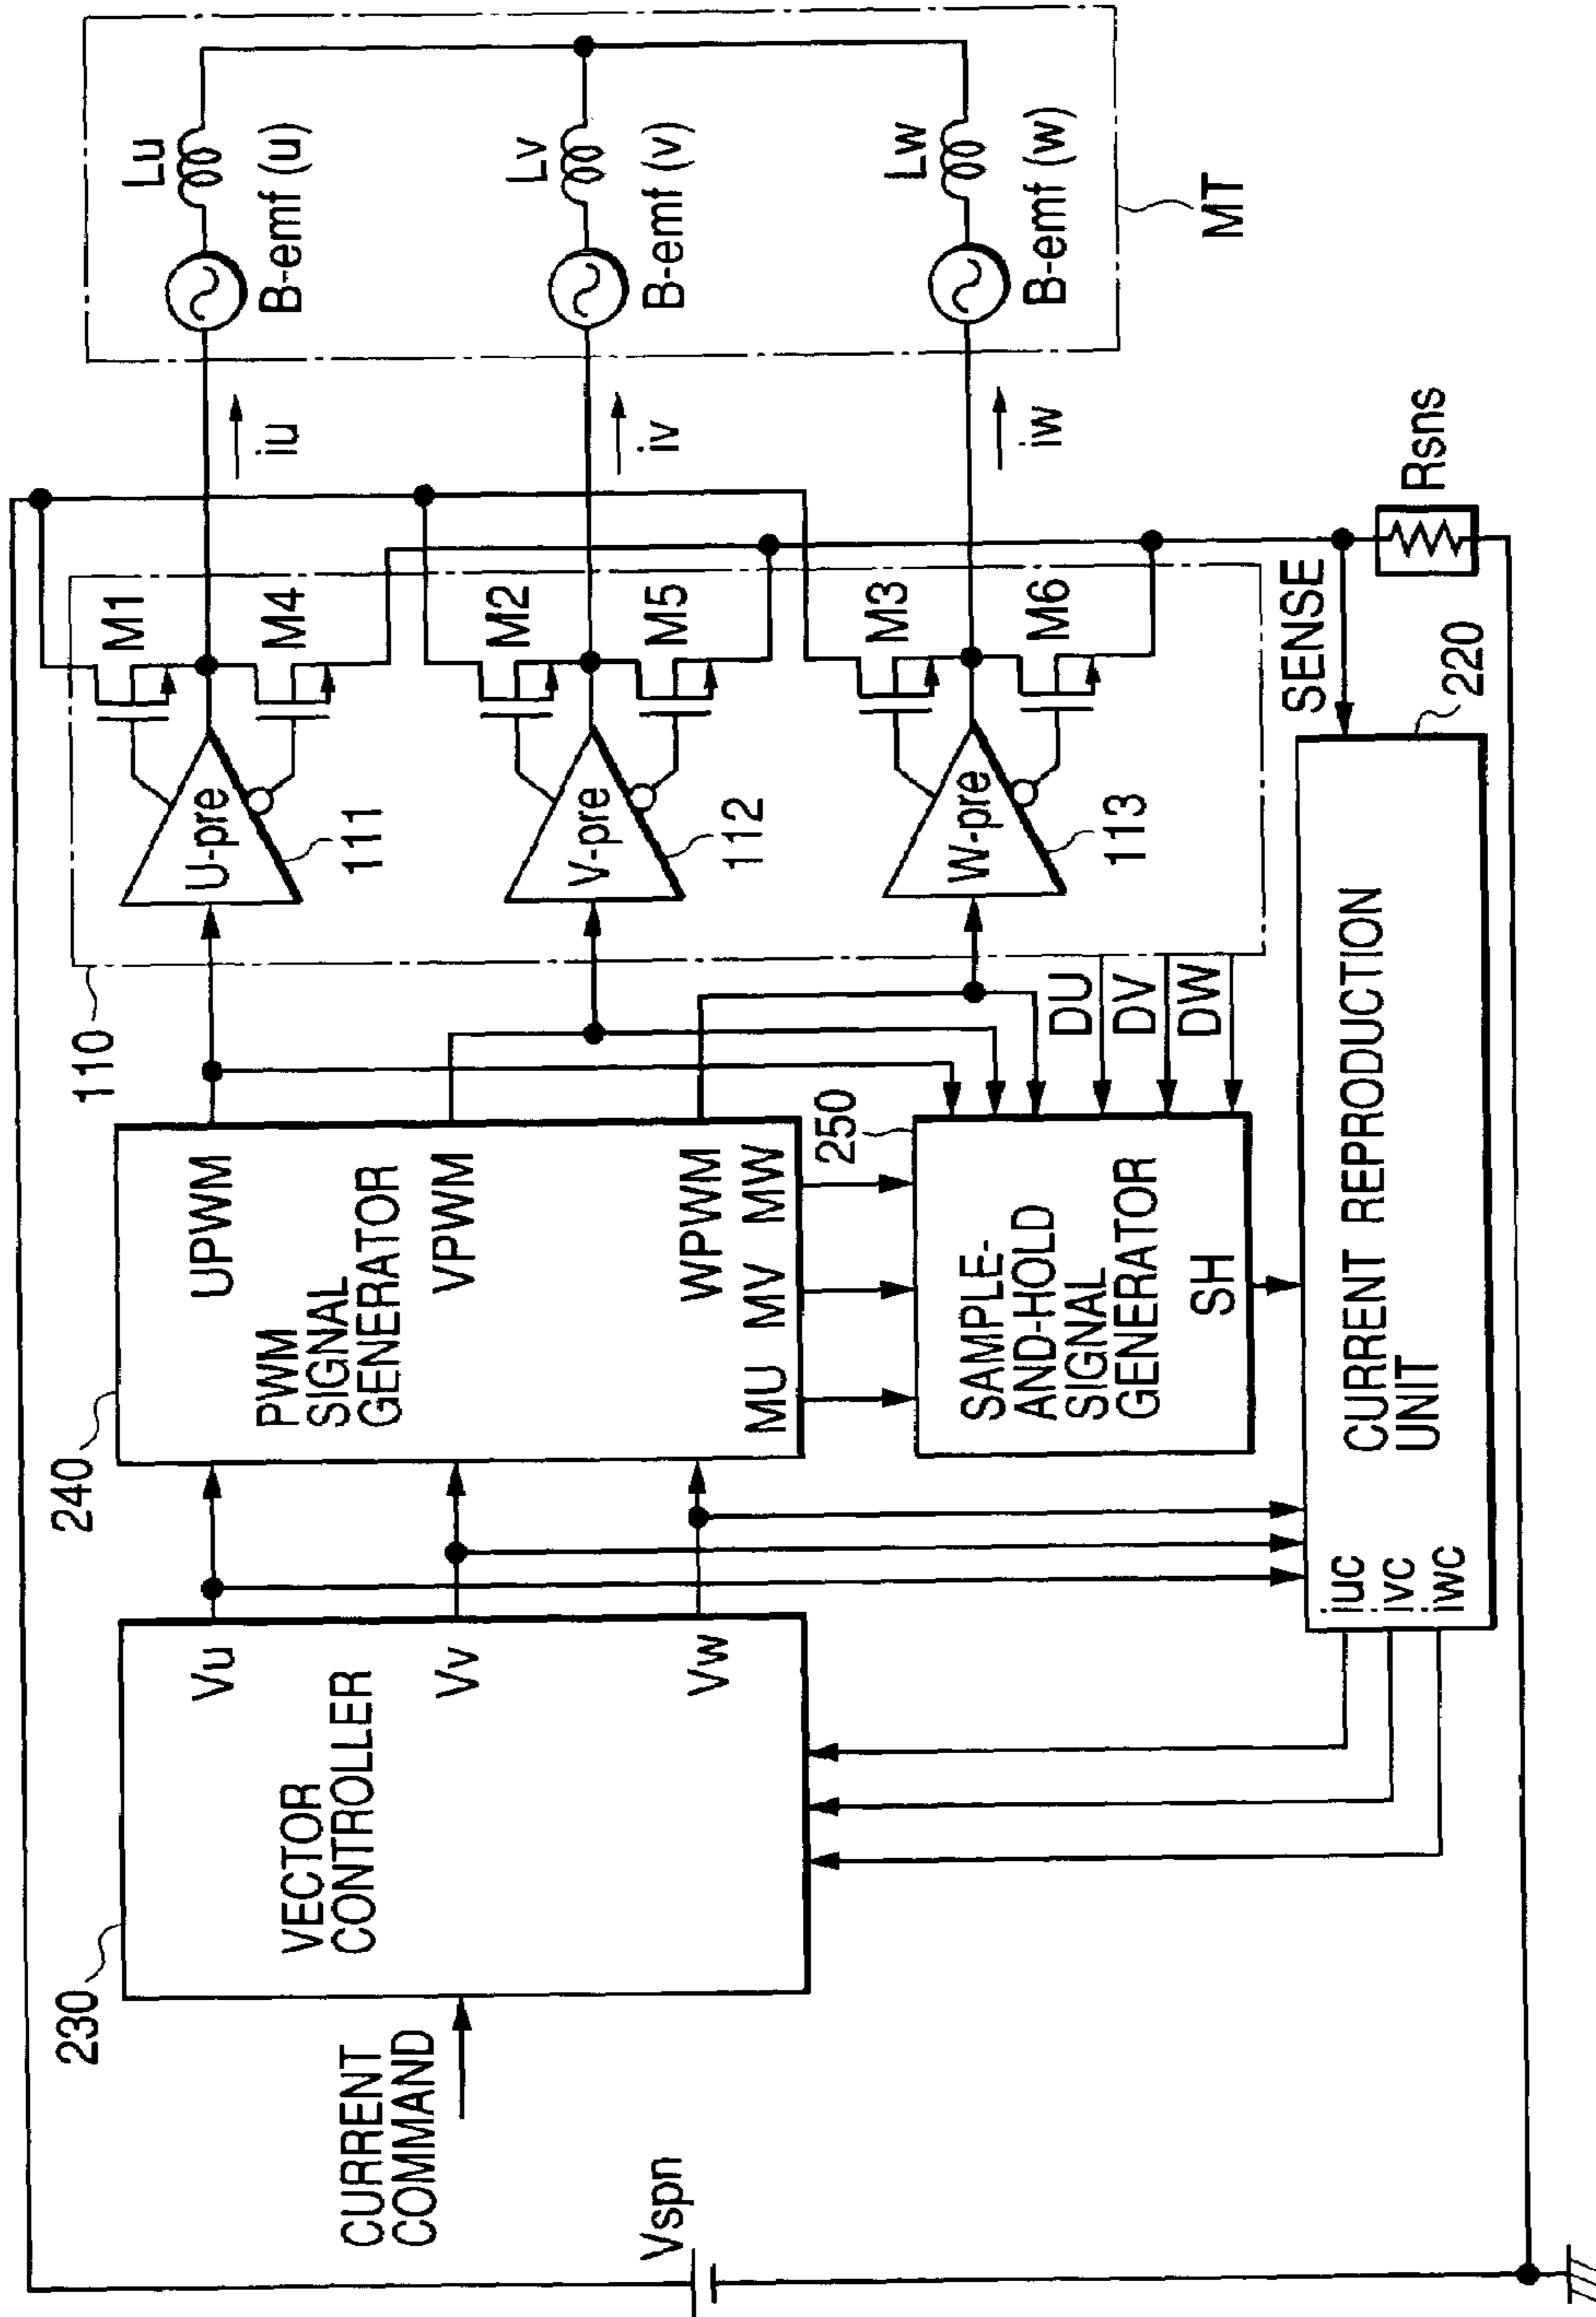 230
VECTOR
CONTROLLER
Vu
Vv
Vw
CURRENT
COMMAND
Vspn
240
PWM
SIGNAL
GENERATOR
UPWM
VPWM
WPWM
MU MV MW
250
SAMPLE-
AND-HOLD
SIGNAL
GENERATOR
SH
DU
DV
DW
110
U-pre
111
M1
M4
V-pre
112
M2
M5
W-pre
113
M3
M6
iu
iv
iw
Lu
B-emf (u)
Lv
B-emf (v)
Lw
B-emf (w)
MT
SENSE
Rsns
220
CURRENT REPRODUCTION
UNIT
iuc
ivc
iwc